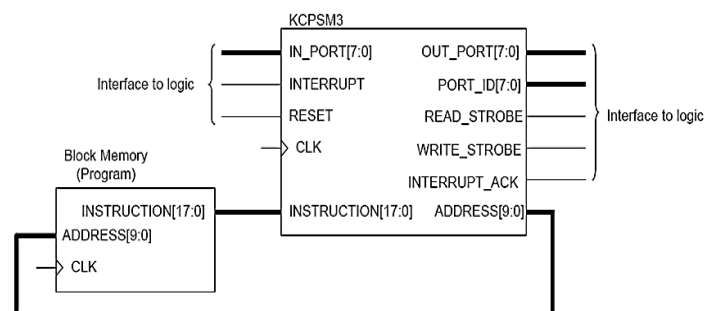 KCPSM3
IN_PORT[7:0] OUT_PORT[7:0]
Interface to logic INTERRUPT PORT_ID[7:0]
RESET READ_STROBE Interface to logic
CLK WRITE_STROBE
Block Memory
(Program)
INTERRUPT_ACK
INSTRUCTION[17:0] INSTRUCTION[17:0] ADDRESS[9:0]
ADDRESS[9:0]
CLK